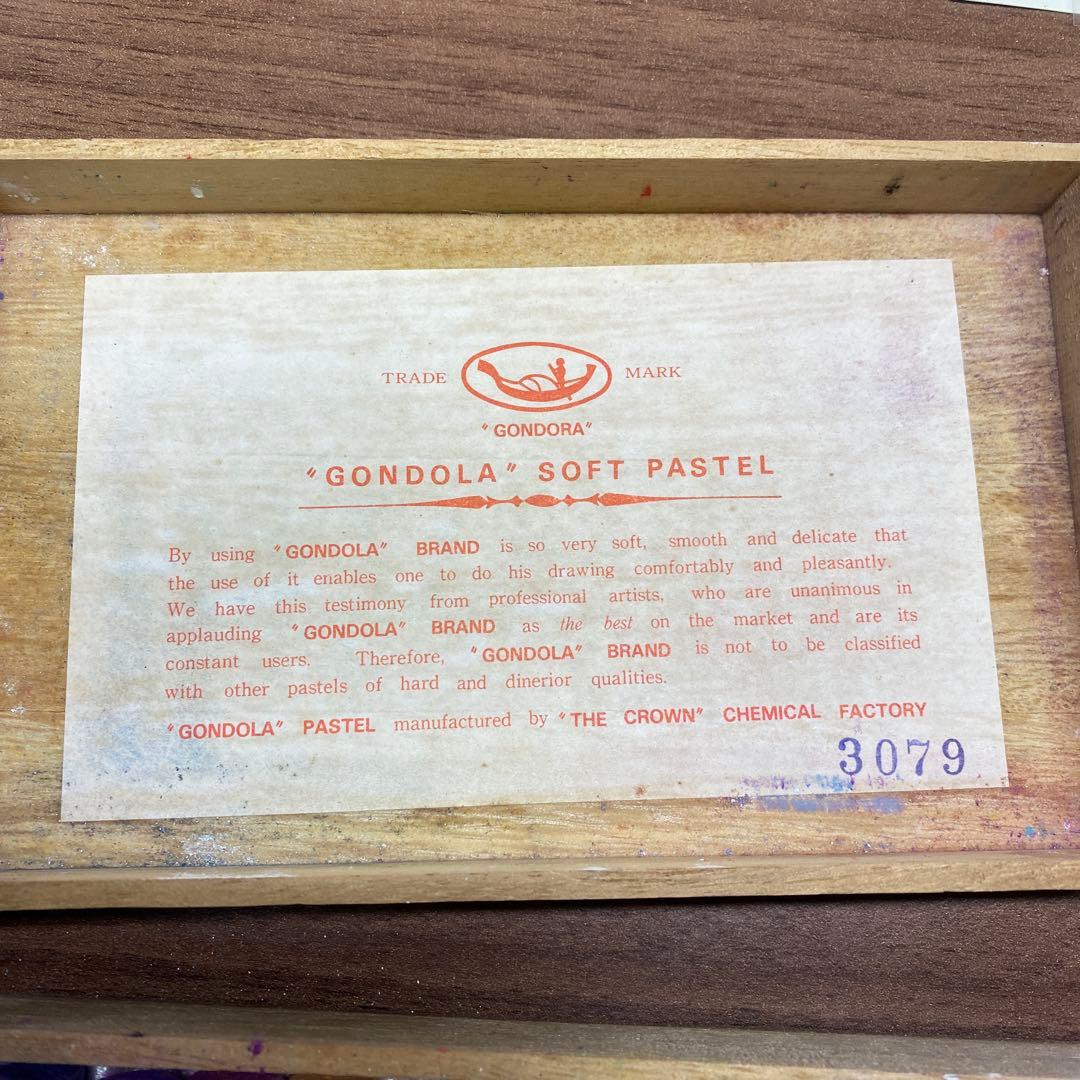 TRADE MARK
"GONDORA"
"GONDOLA" SOFT PASTEL
By using "GONDOLA" BRAND is so very soft, smooth and delicate that
the use of it enables one to do his drawing comfortably and pleasantly.
We have this testimony from professional artists, who are unanimous in
applauding "GONDOLA" BRAND as the best on the market and are its
constant users. Therefore, "GONDOLA" BRAND is not to be classified
with other pastels of hard and dinerior qualities.
"GONDOLA" PASTEL manufactured by "THE CROWN" CHEMICAL FACTORY
3079